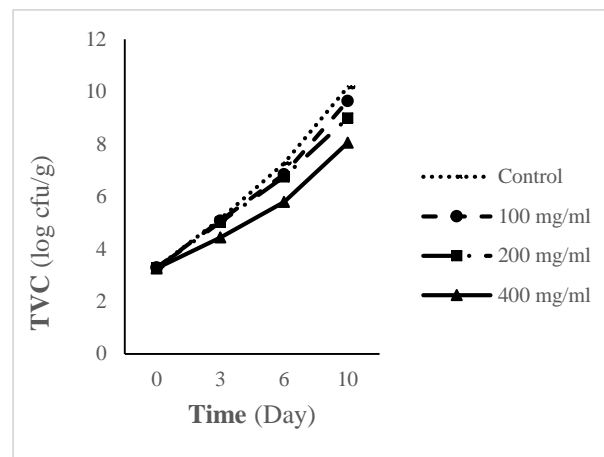 12
10
8
6
4
2
0
TVC (log cfu/g)
0 3 6 10
Time (Day)
Control
100 mg/ml
200 mg/ml
400 mg/ml